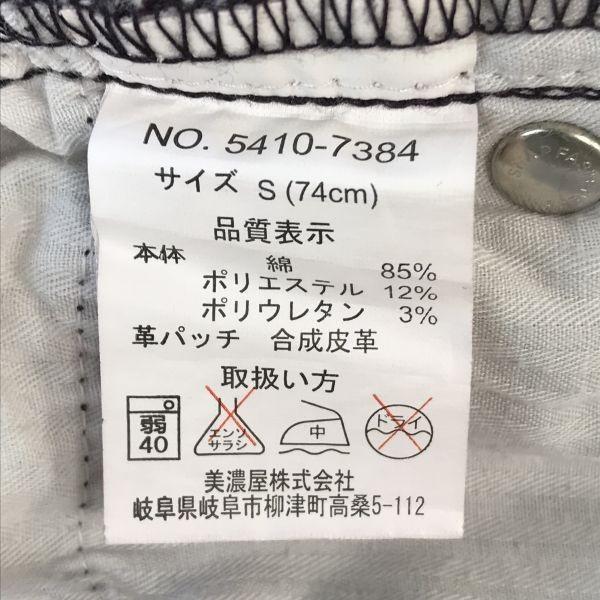 NO. 5410-7384
サイズ S (74cm)
品質表示
本体 綿 85%
ポリエステル 12%
ポリウレタン 3%
革パッチ 合成皮革
取扱い方
弱 40
エンソ サラシ
中
ドライ
美濃屋株式会社
岐阜県岐阜市柳津町高桑5-112